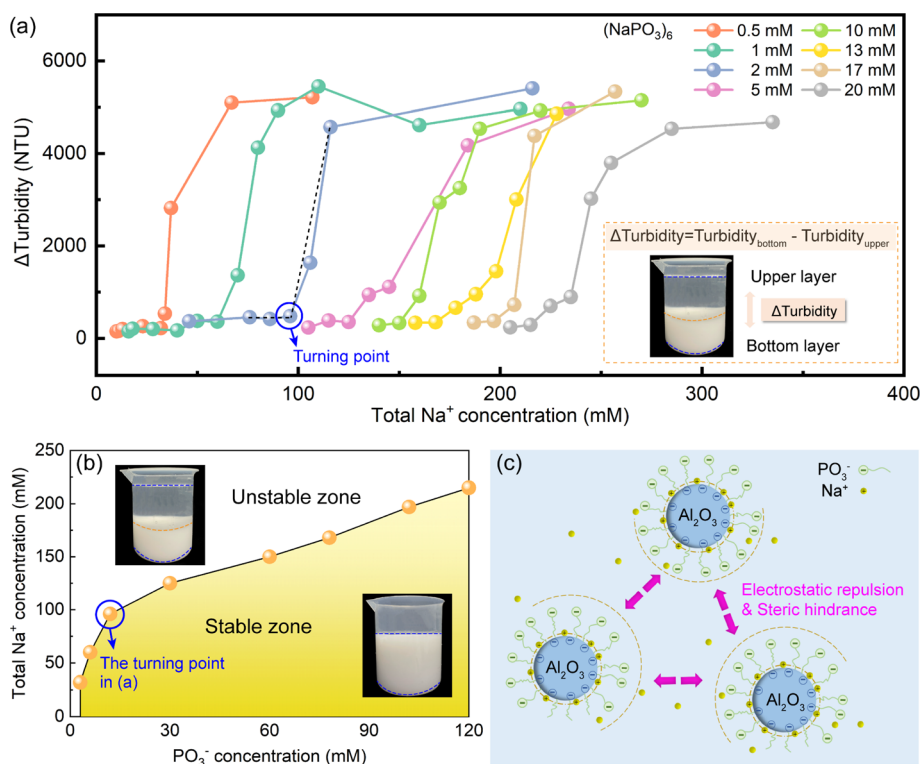 (a)
(NaPO₃)₆
0.5 mM
1 mM
2 mM
5 mM
10 mM
13 mM
17 mM
20 mM
6000
4000
2000
0
ΔTurbidity (NTU)
Turning point
ΔTurbidity=Turbidity_bottom - Turbidity_upper
Upper layer
ΔTurbidity
Bottom layer
0 100 200 300 400
Total Na⁺ concentration (mM)
(b)
250
200
150
100
50
0
Total Na⁺ concentration (mM)
Unstable zone
Stable zone
The turning point
in (a)
0 30 60 90 120
PO₃⁻ concentration (mM)
(c)
PO₃⁻
Na⁺
Al₂O₃
Electrostatic repulsion
& Steric hindrance
Al₂O₃
Al₂O₃